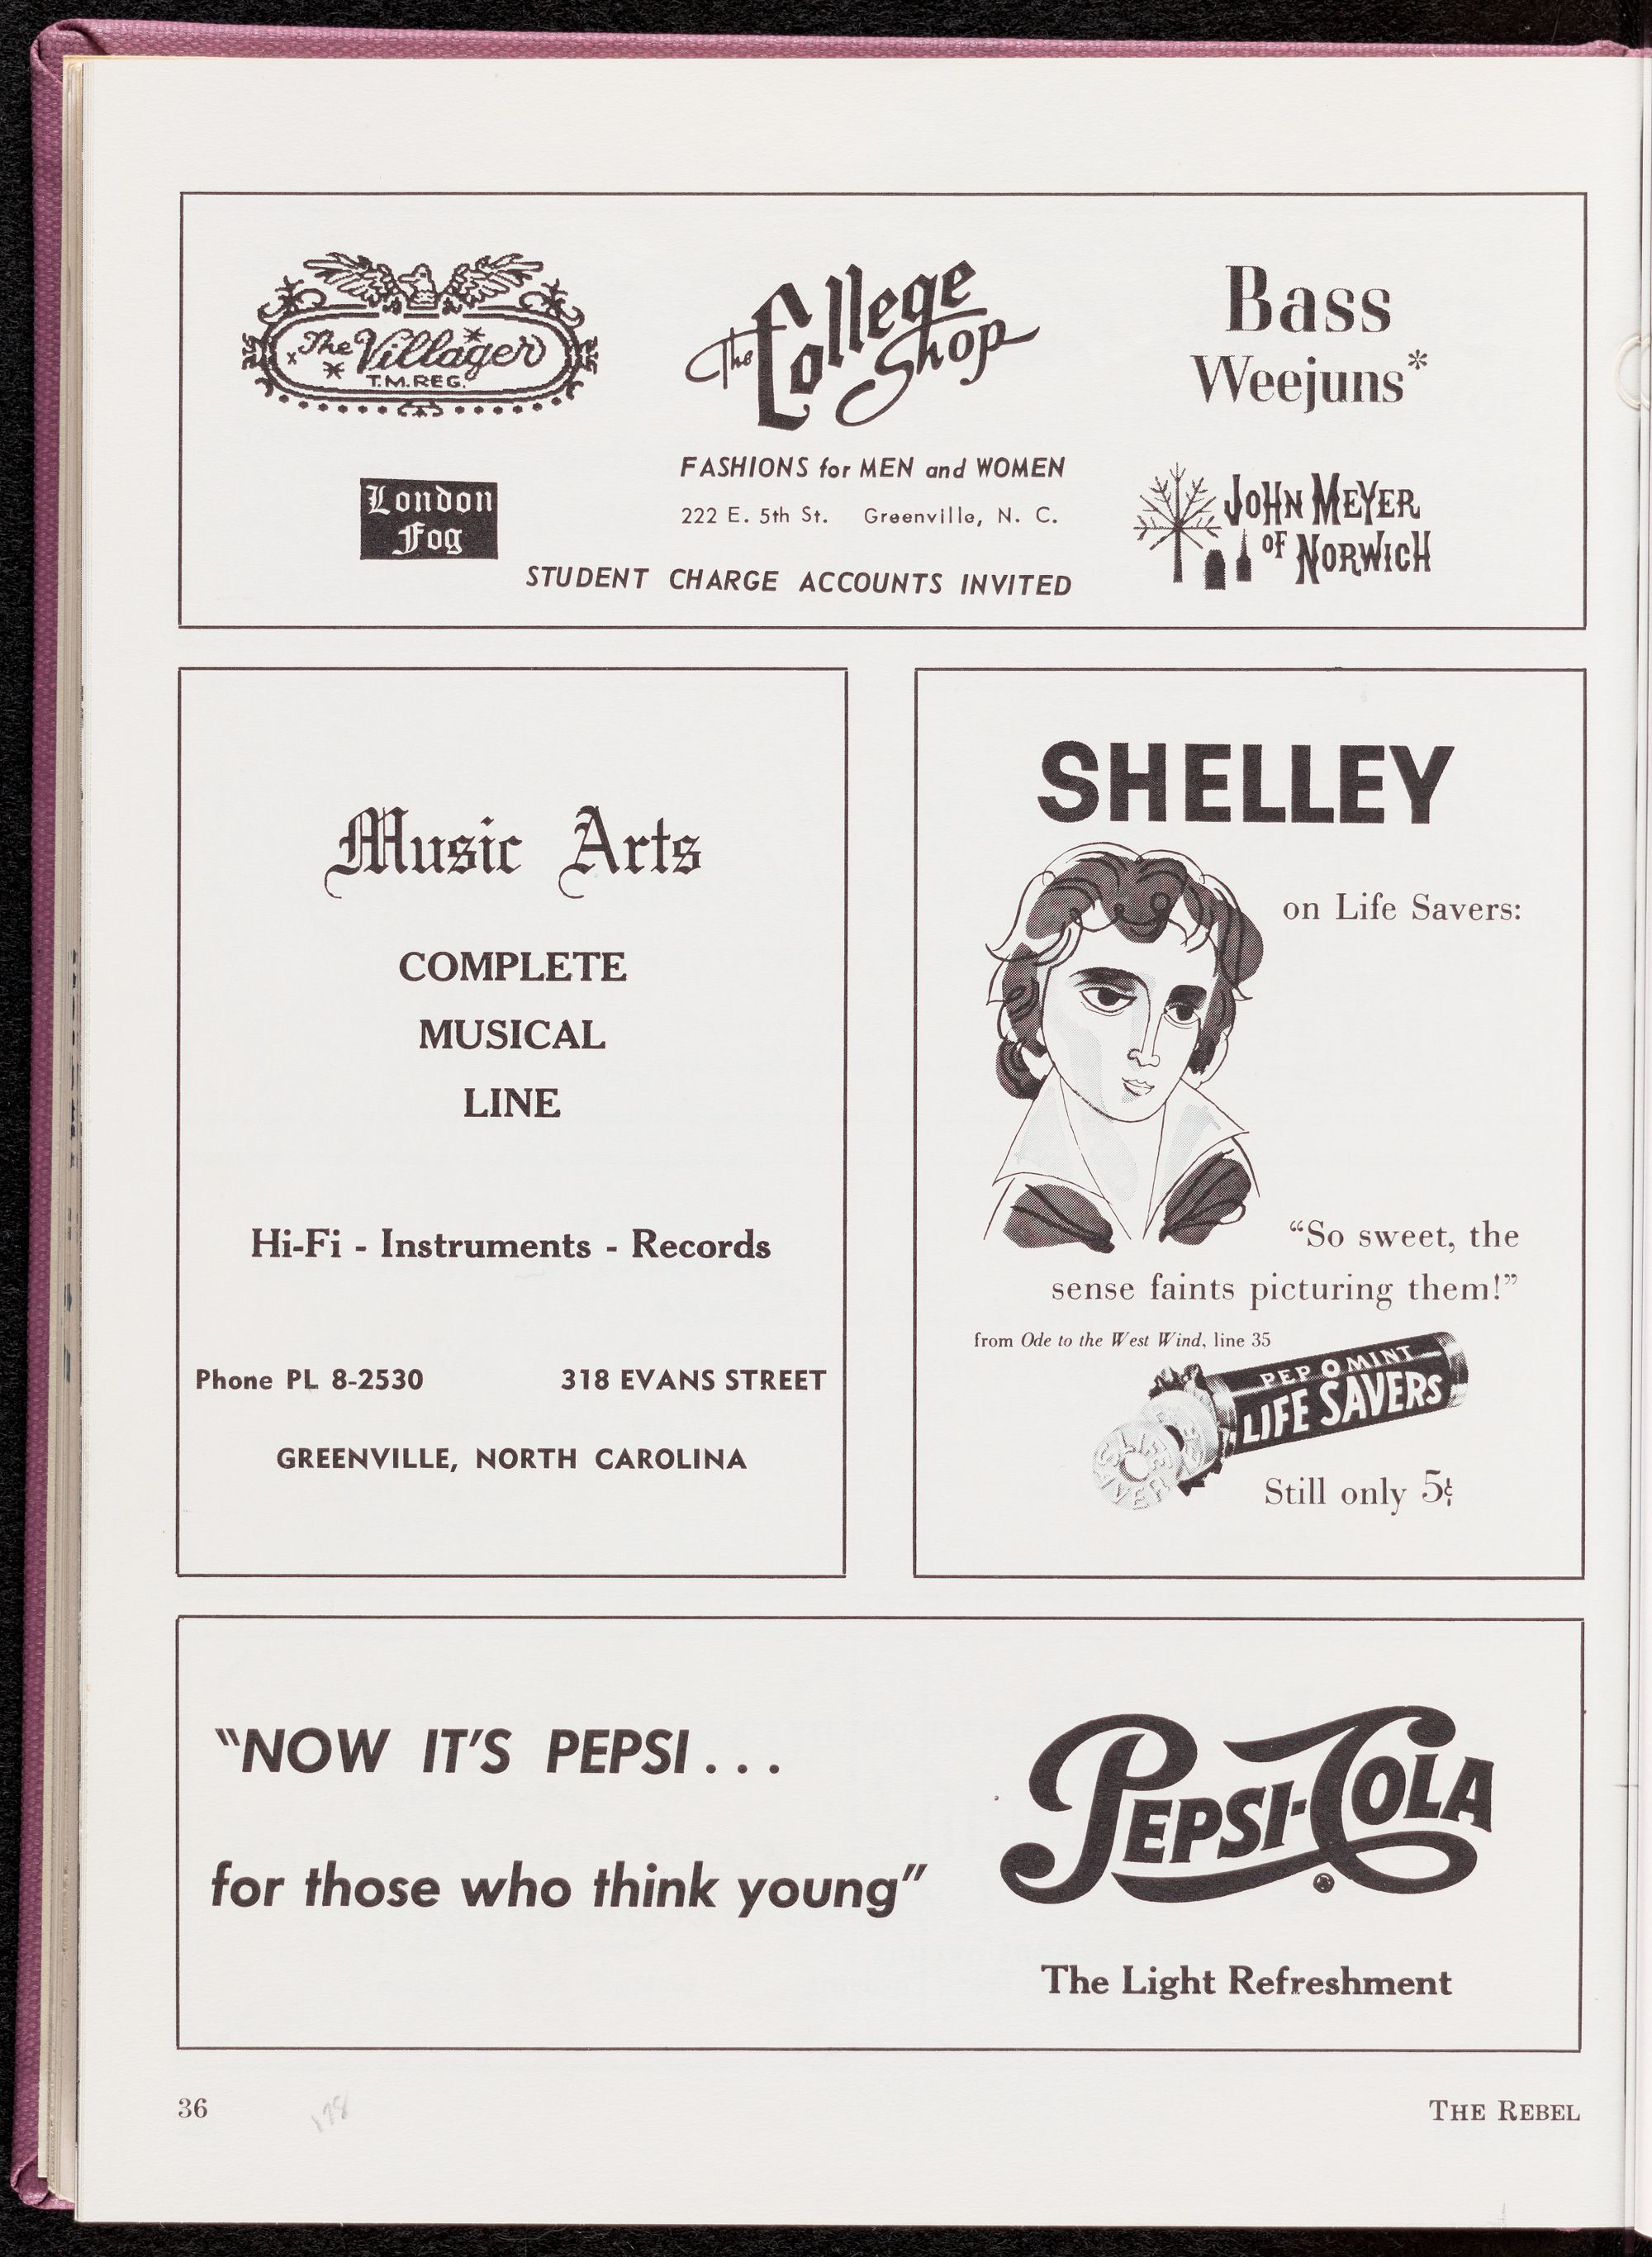 The Villager
T.M.REG.
The College
Shop
Bass
Weejuns*
London
Fog
FASHIONS for MEN and WOMEN
222 E. 5th St. Greenville, N. C.
STUDENT CHARGE ACCOUNTS INVITED
JOHN MEYER
OF NORWICH
Music Arts
COMPLETE
MUSICAL
LINE
Hi-Fi - Instruments - Records
Phone PL 8-2530 318 EVANS STREET
GREENVILLE, NORTH CAROLINA
SHELLEY
on Life Savers:
“So sweet, the
sense faints picturing them!”
from Ode to the West Wind, line 35
PEP O MINT
LIFE SAVERS
Still only 5¢
“NOW IT’S PEPSI...
for those who think young”
PEPSI-COLA
®
The Light Refreshment
36
178
THE REBEL